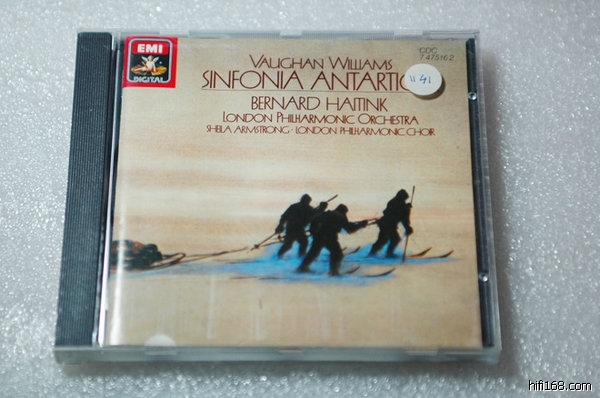 EMI
DIGITAL
CDC
7 47516 2
VAUGHAN WILLIAMS
SINFONIA ANTARTIC
1141
BERNARD HAITINK
LONDON PHILHARMONIC ORCHESTRA
SHEILA ARMSTRONG · LONDON PHILHARMONIC CHOIR
hifi168.com